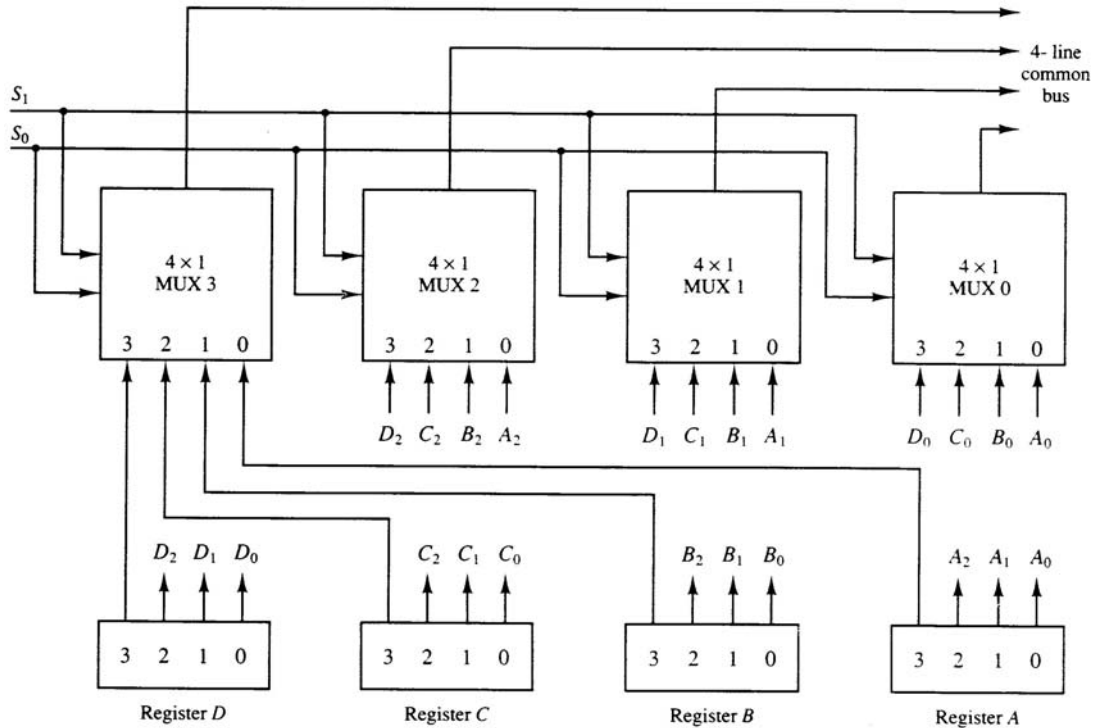 4- line
common
bus
S₁
S₀
4 × 1
MUX 3
3 2 1 0
4 × 1
MUX 2
3 2 1 0
4 × 1
MUX 1
3 2 1 0
4 × 1
MUX 0
3 2 1 0
D₂ C₂ B₂ A₂
D₁ C₁ B₁ A₁
D₀ C₀ B₀ A₀
D₂ D₁ D₀
C₂ C₁ C₀
B₂ B₁ B₀
A₂ A₁ A₀
3 2 1 0
3 2 1 0
3 2 1 0
3 2 1 0
Register D
Register C
Register B
Register A